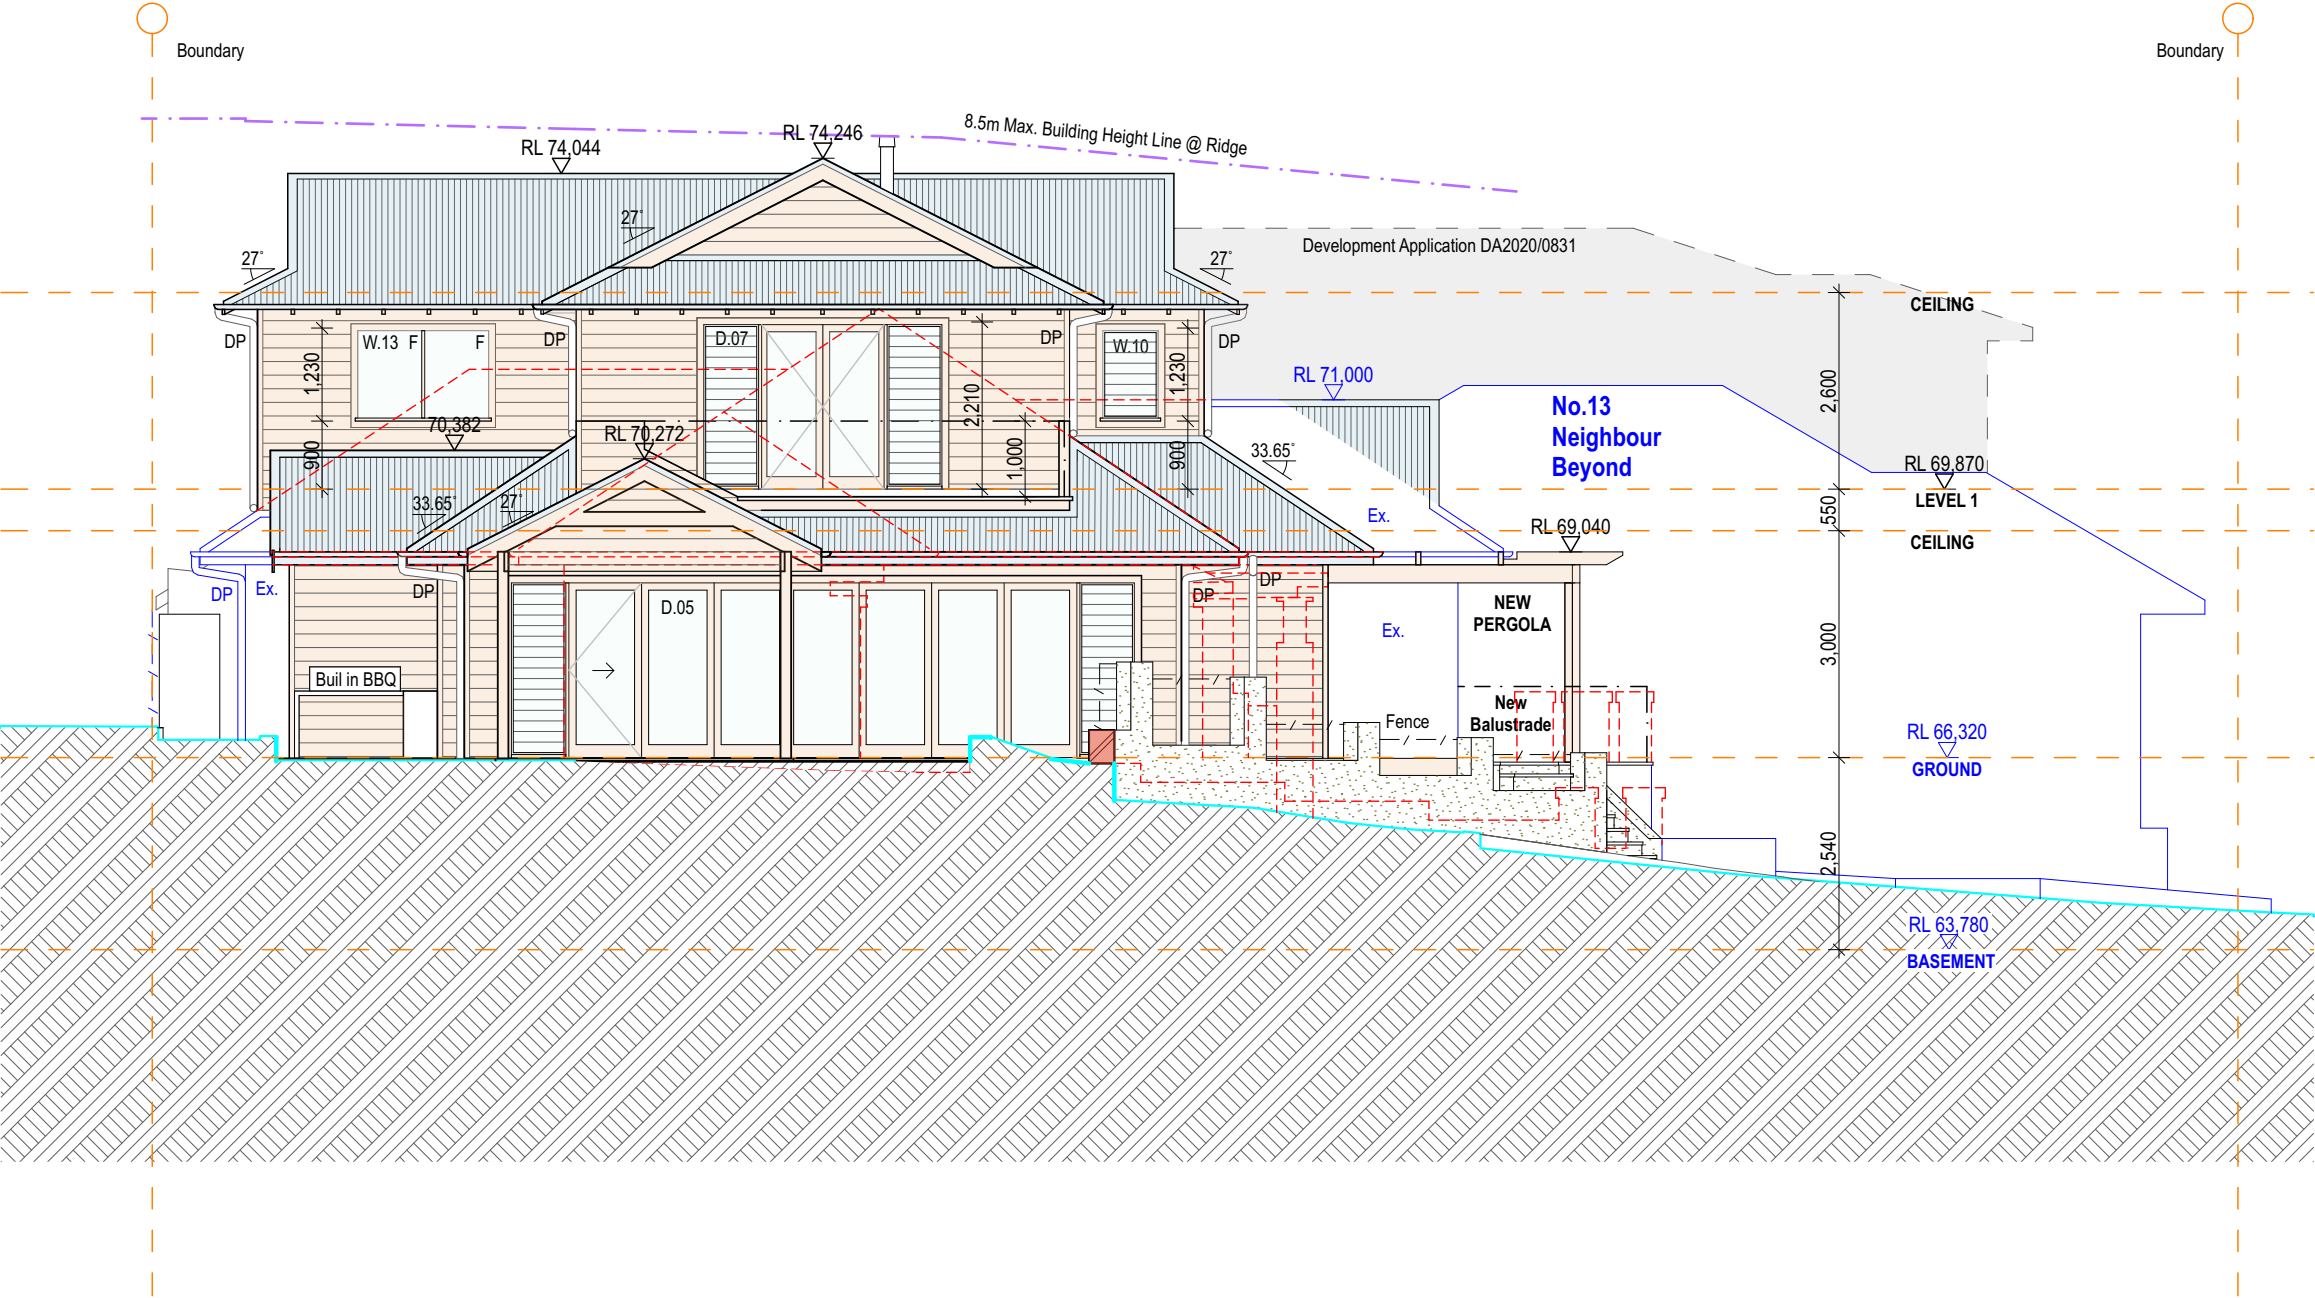 Boundary
Boundary
8.5m Max. Building Height Line @ Ridge
RL 74,246
RL 74,044
27°
27°
27°
Development Application DA2020/0831
CEILING
DP
W.13 F F
DP
D.07
DP
W.10
DP
1,230
2,210
1,230
RL 71,000
2,600
No.13
Neighbour
Beyond
70,382
RL 70,272
900
1,000
900
33.65°
RL 69,870
LEVEL 1
33.65°
27°
Ex.
550
RL 69,040
CEILING
DP
Ex.
DP
D.05
DP
DP
Ex.
NEW
PERGOLA
3,000
Buil in BBQ
Fence
New
Balustrade
RL 66,320
GROUND
2,540
RL 63,780
BASEMENT